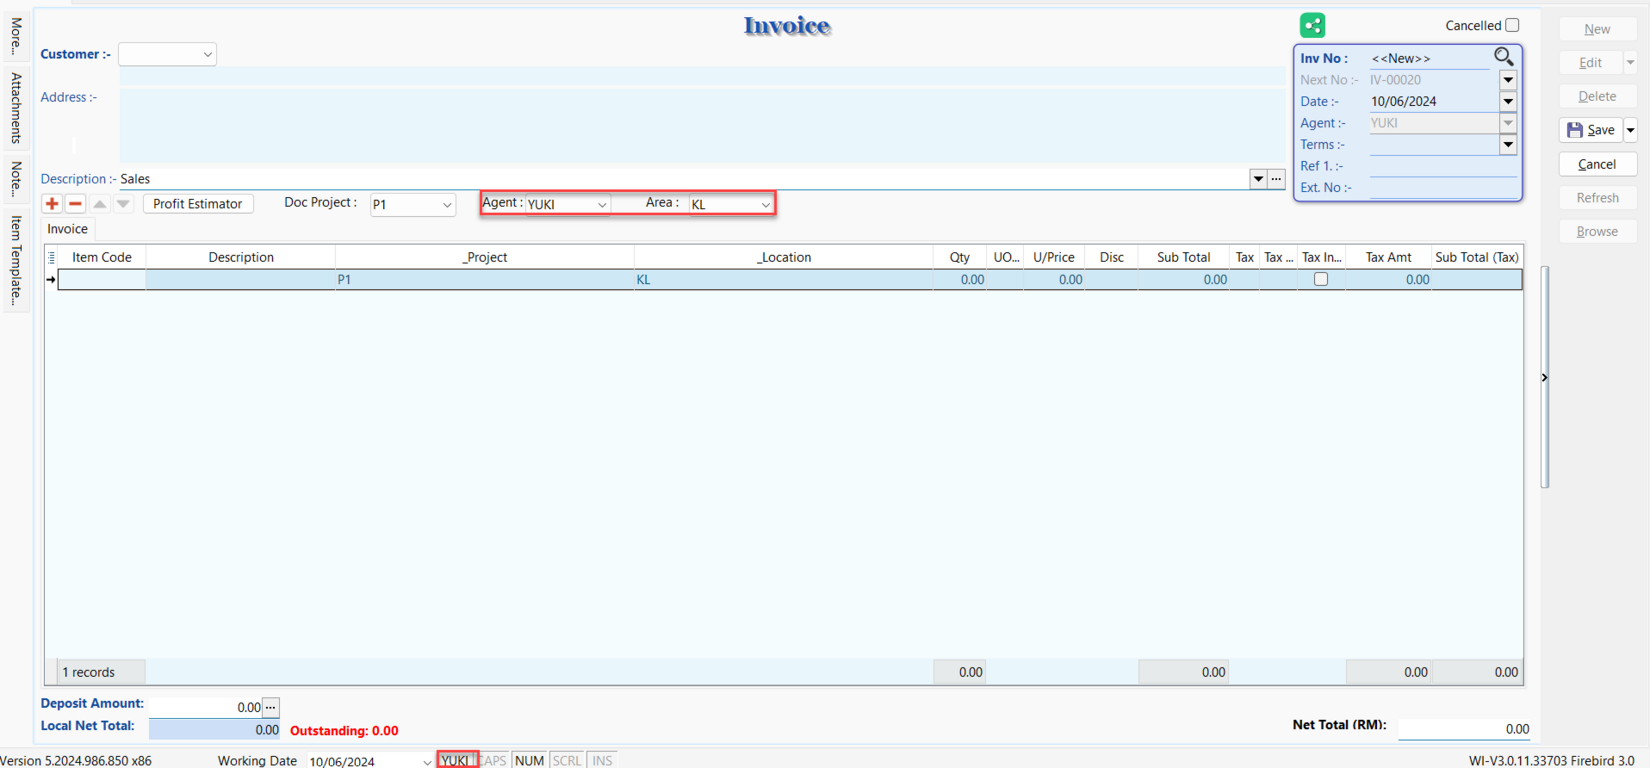 Invoice
Cancelled
New
Edit
Delete
Save
Cancel
Refresh
Browse
More...
Attachments
Note...
Item Template...
Customer :-
Address :-
Inv No : <<New>>
Next No :- IV-00020
Date :- 10/06/2024
Agent :- YUKI
Terms :-
Ref 1. :-
Ext. No :-
Description :- Sales
Profit Estimator Doc Project : P1 Agent : YUKI Area : KL
Invoice
Item Code Description _Project _Location Qty UO... U/Price Disc Sub Total Tax Tax ... Tax In... Tax Amt Sub Total (Tax)
P1 KL 0.00 0.00 0.00 0.00
1 records 0.00 0.00 0.00 0.00
Deposit Amount: 0.00
Local Net Total: 0.00 Outstanding: 0.00
Net Total (RM): 0.00
Version 5.2024.986.850 x86 Working Date 10/06/2024 YUKI CAPS NUM SCRL INS WI-V3.0.11.33703 Firebird 3.0